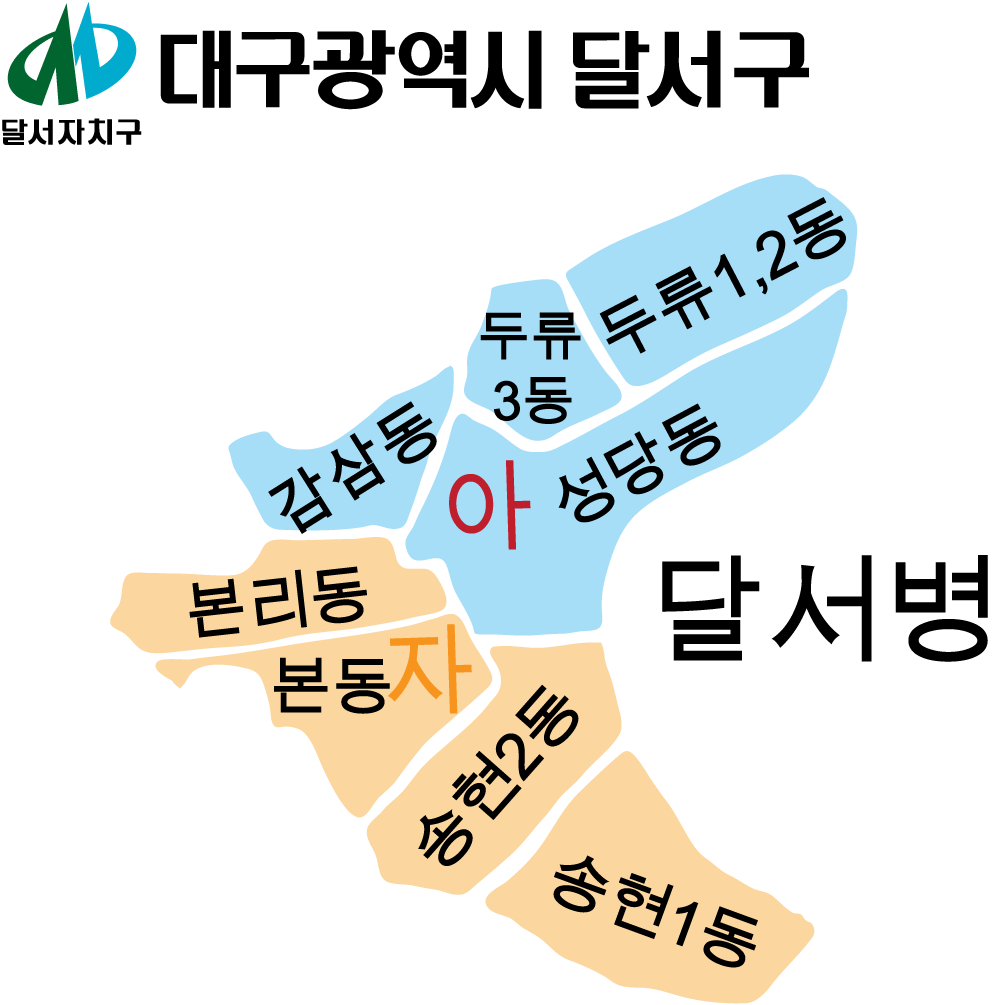 대구광역시 달서구
달서자치구
두류1,2동
두류
3동
감삼동
성당동
아
달서병
본리동
자
본동
송현2동
송현1동